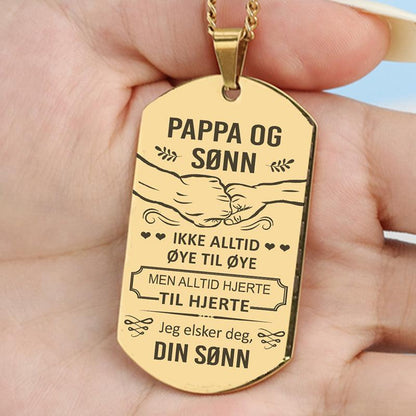 PAPPA OG
SØNN
IKKE ALLTID
ØYE TIL ØYE
MEN ALLTID HJERTE
TIL HJERTE
Jeg elsker deg,
DIN SØNN